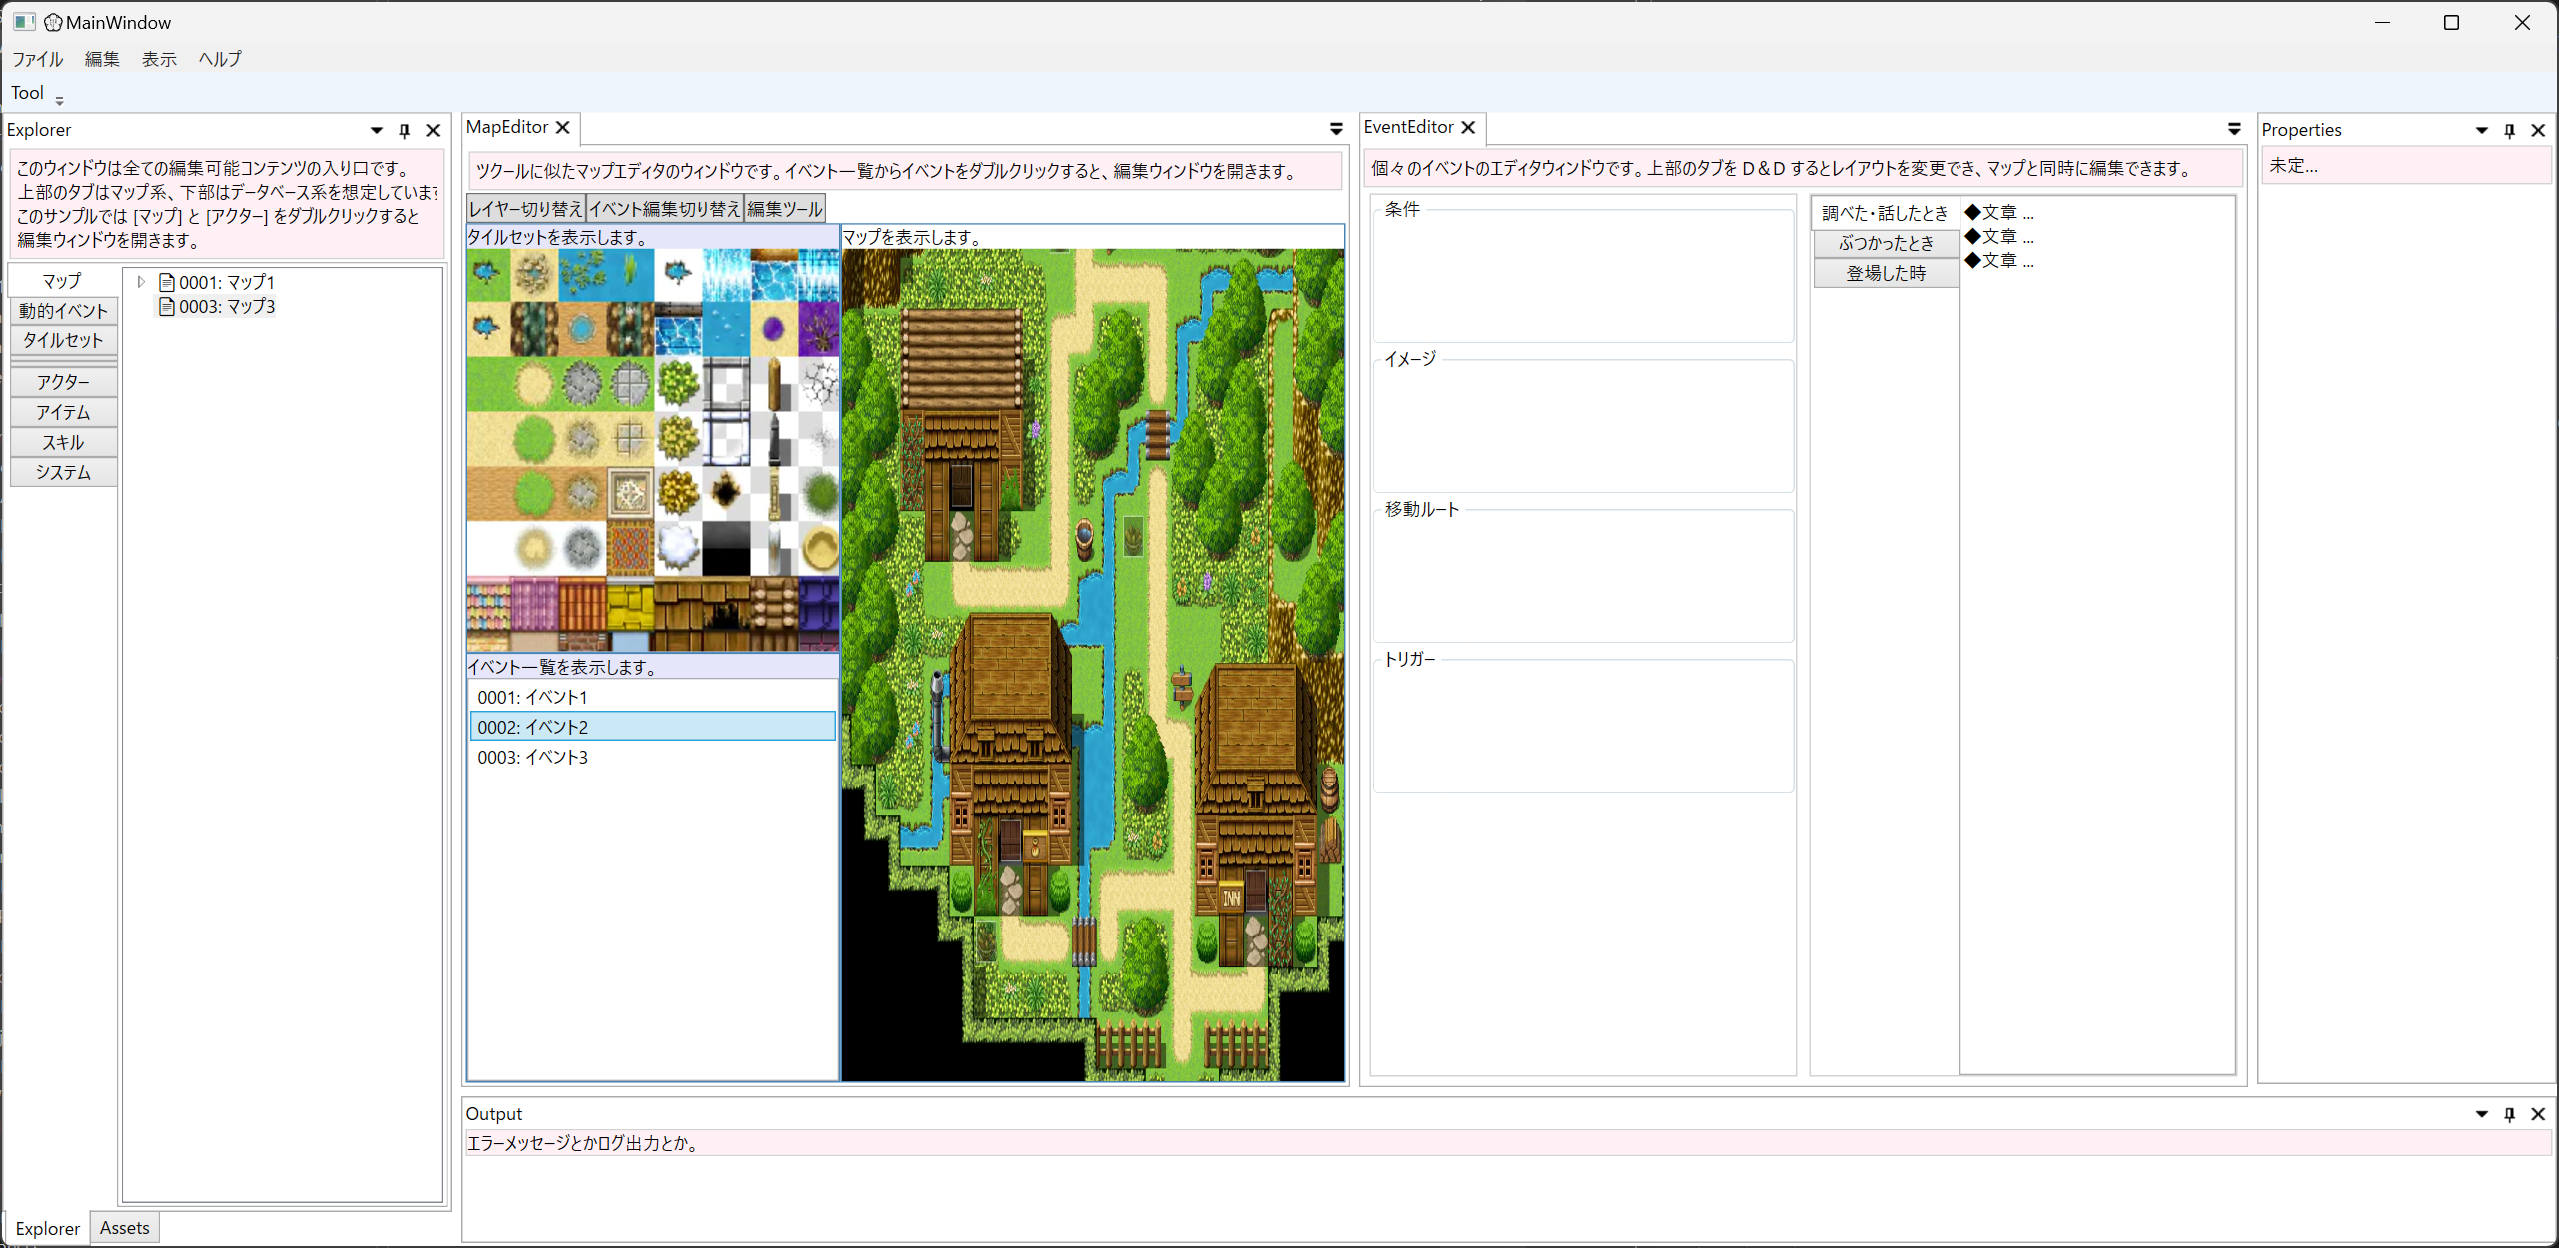 MainWindow
ファイル 編集 表示 ヘルプ
Tool
Explorer
このウィンドウは全ての編集可能コンテンツの入り口です。
上部のタブはマップ系、下部はデータベース系を想定しています
このサンプルでは [マップ] と [アクター] をダブルクリックすると
編集ウィンドウを開きます。
マップ
動的イベント
タイルセット
アクター
アイテム
スキル
システム
0001: マップ1
0003: マップ3
Explorer
Assets
MapEditor
ツクールに似たマップエディタのウィンドウです。イベント一覧からイベントをダブルクリックすると、編集ウィンドウを開きます。
レイヤー切り替え イベント編集切り替え 編集ツール
タイルセットを表示します。
イベント一覧を表示します。
0001: イベント1
0002: イベント2
0003: イベント3
マップを表示します。
INN
EventEditor
個々のイベントのエディタウィンドウです。上部のタブを D&D するとレイアウトを変更でき、マップと同時に編集できます。
条件
イメージ
移動ルート
トリガー
調べた・話したとき
ぶつかったとき
登場した時
◆文章 ...
◆文章 ...
◆文章 ...
Properties
未定...
Output
エラーメッセージとかログ出力とか。